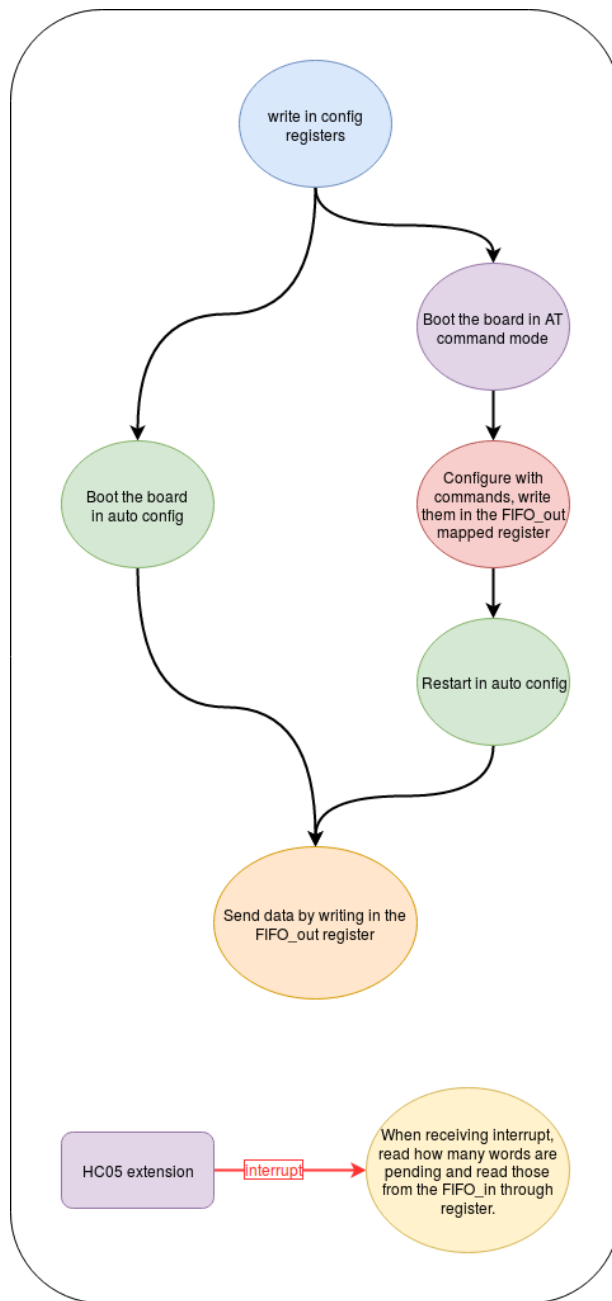 write in config
registers
Boot the board in AT
command mode
Boot the board
in auto config
Configure with
commands, write
them in the FIFO_out
mapped register
Restart in auto config
Send data by writing in the
FIFO_out register
HC05 extension
interrupt
When receiving interrupt,
read how many words are
pending and read those
from the FIFO_in through
register.